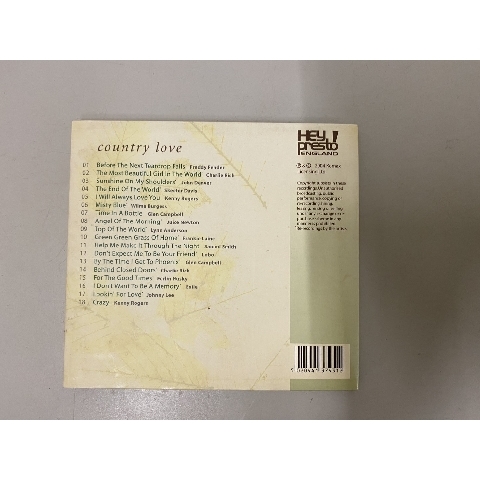 country love
01 Before The Next Teardrop Falls* Freddy Fender
02 The Most Beautiful Girl In The World* Charlie Rich
03 Sunshine On My Shoulders* John Denver
04 The End Of The World* Skeeter Davis
05 I Will Always Love You* Kenny Rogers
06 Misty Blue* Wilma Burgess
07 Time In A Bottle* Glen Campbell
08 Angel Of The Morning* Juice Newton
09 Top Of The World* Lynn Anderson
10 Green Green Grass Of Home* Frankie Laine
11 Help Me Make It Through The Night* Sammi Smith
12 Don't Expect Me To Be Your Friend* Lobo
13 By The Time I Get To Phoenix* Glen Campbell
14 Behind Closed Doors* Charlie Rich
15 For The Good Times* Ferlin Husky
16 I Don't Want To Be A Memory* Exile
17 Lookin' For Love* Johnny Lee
18 Crazy Kenny Rogers
Hey
presto!
ENGLAND